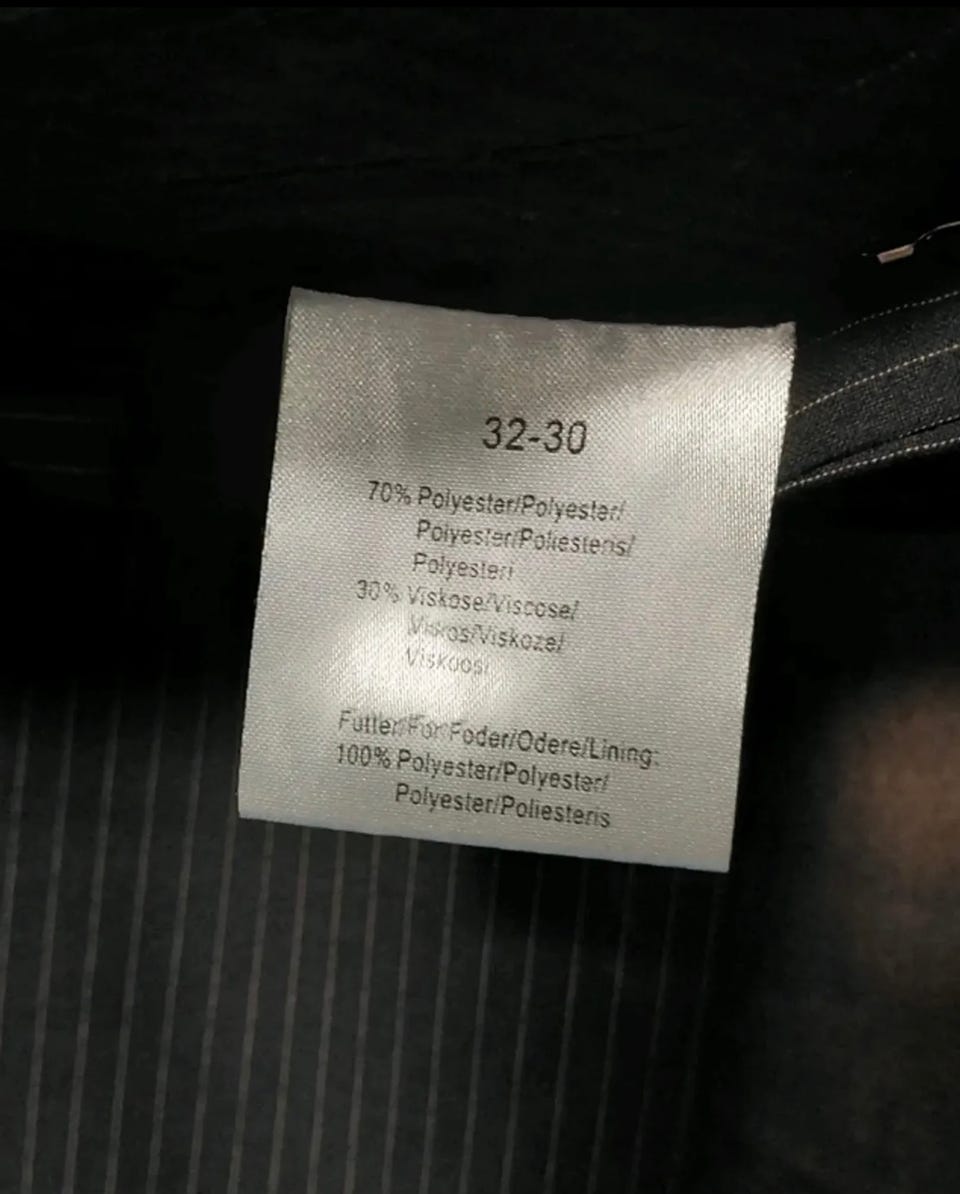 32-30
70% Polyester/Polyester/
Polyester/Poliesteris/
Polyesteri
30% Viskose/Viscose/
Viskos/Viskoze/
Viskoosi
Futter/For Foder/Odere/Lining:
100% Polyester/Polyester/
Polyester/Poliesteris